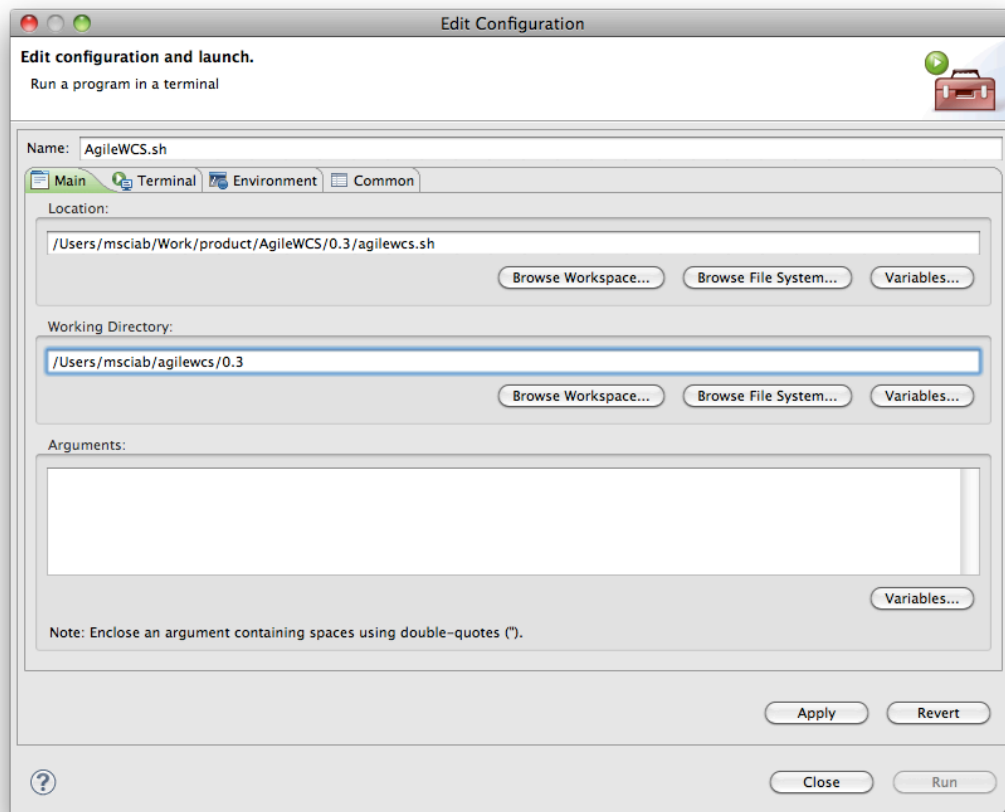 Edit Configuration
Edit configuration and launch.
Run a program in a terminal
Name: AgileWCS.sh
Main Terminal Environment Common
Location:
/Users/msciab/Work/product/AgileWCS/0.3/agilewcs.sh
Browse Workspace... Browse File System... Variables...
Working Directory:
/Users/msciab/agilewcs/0.3
Browse Workspace... Browse File System... Variables...
Arguments:
Variables...
Note: Enclose an argument containing spaces using double-quotes (").
Apply Revert
? Close Run